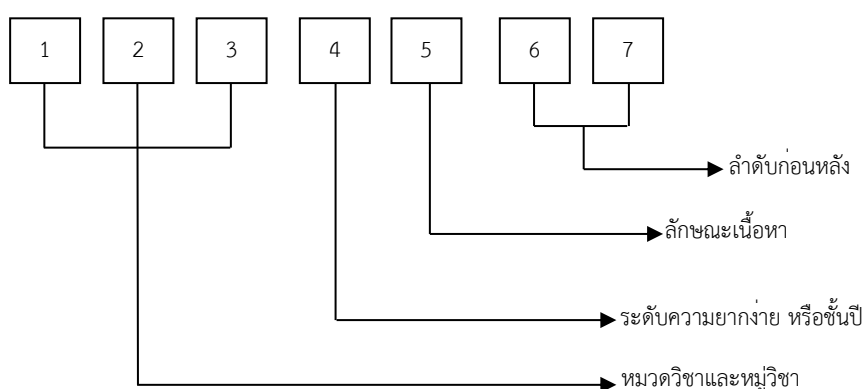 1 2 3 4 5 6 7
ลำดับก่อนหลัง
ลักษณะเนื้อหา
ระดับความยากง่าย หรือชั้นปี
หมวดวิชาและหมู่วิชา